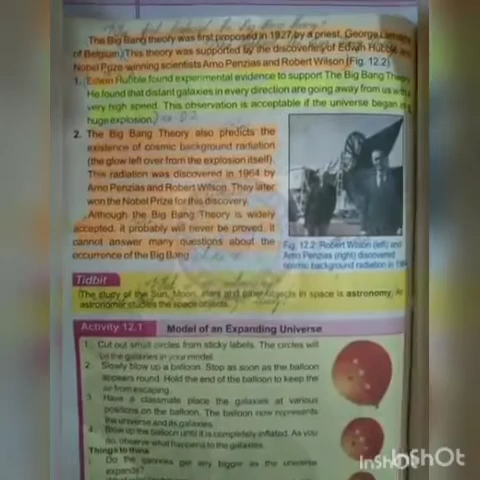 The Big Bang theory was first proposed in 1927 by a priest, George
of Belgium. This theory was supported by the discoveries of Edwin Hubble and
Nobel Prize-winning scientists Arno Penzias and Robert Wilson (Fig. 12.2)
1. Edwin Hubble found experimental evidence to support The Big Bang
He found that distant galaxies in every direction are going away from us with
very high speed. This observation is acceptable if the universe began
huge explosion.
2. The Big Bang Theory also predicts the
existence of cosmic background radiation
(the glow left over from the explosion itself).
This radiation was discovered in 1964 by
Arno Penzias and Robert Wilson. They later
won the Nobel Prize for this discovery.
Although the Big Bang Theory is widely
accepted, it probably will never be proved. It
cannot answer many questions about the
occurrence of the Big Bang.
Fig. 12.2: Robert Wilson (left) and
Arno Penzias (right) discovered
cosmic background radiation in
Tidbit
The study of the Sun, Moon, stars and other objects in space is astronomy. An
astronomer studies the space objects.
Activity 12.1 Model of an Expanding Universe
1. Cut out small circles from sticky labels. The circles will
be the galaxies in your model.
2. Slowly blow up a balloon. Stop as soon as the balloon
appears round. Hold the end of the balloon to keep the
air from escaping.
3. Have a classmate place the galaxies at various
positions on the balloon. The balloon now represents
the universe and its galaxies.
4. Blow up the balloon until it is completely inflated. As you
do, observe what happens to the galaxies.
Things to think
Do the galaxies get any bigger as the universe
expands?
InShOt